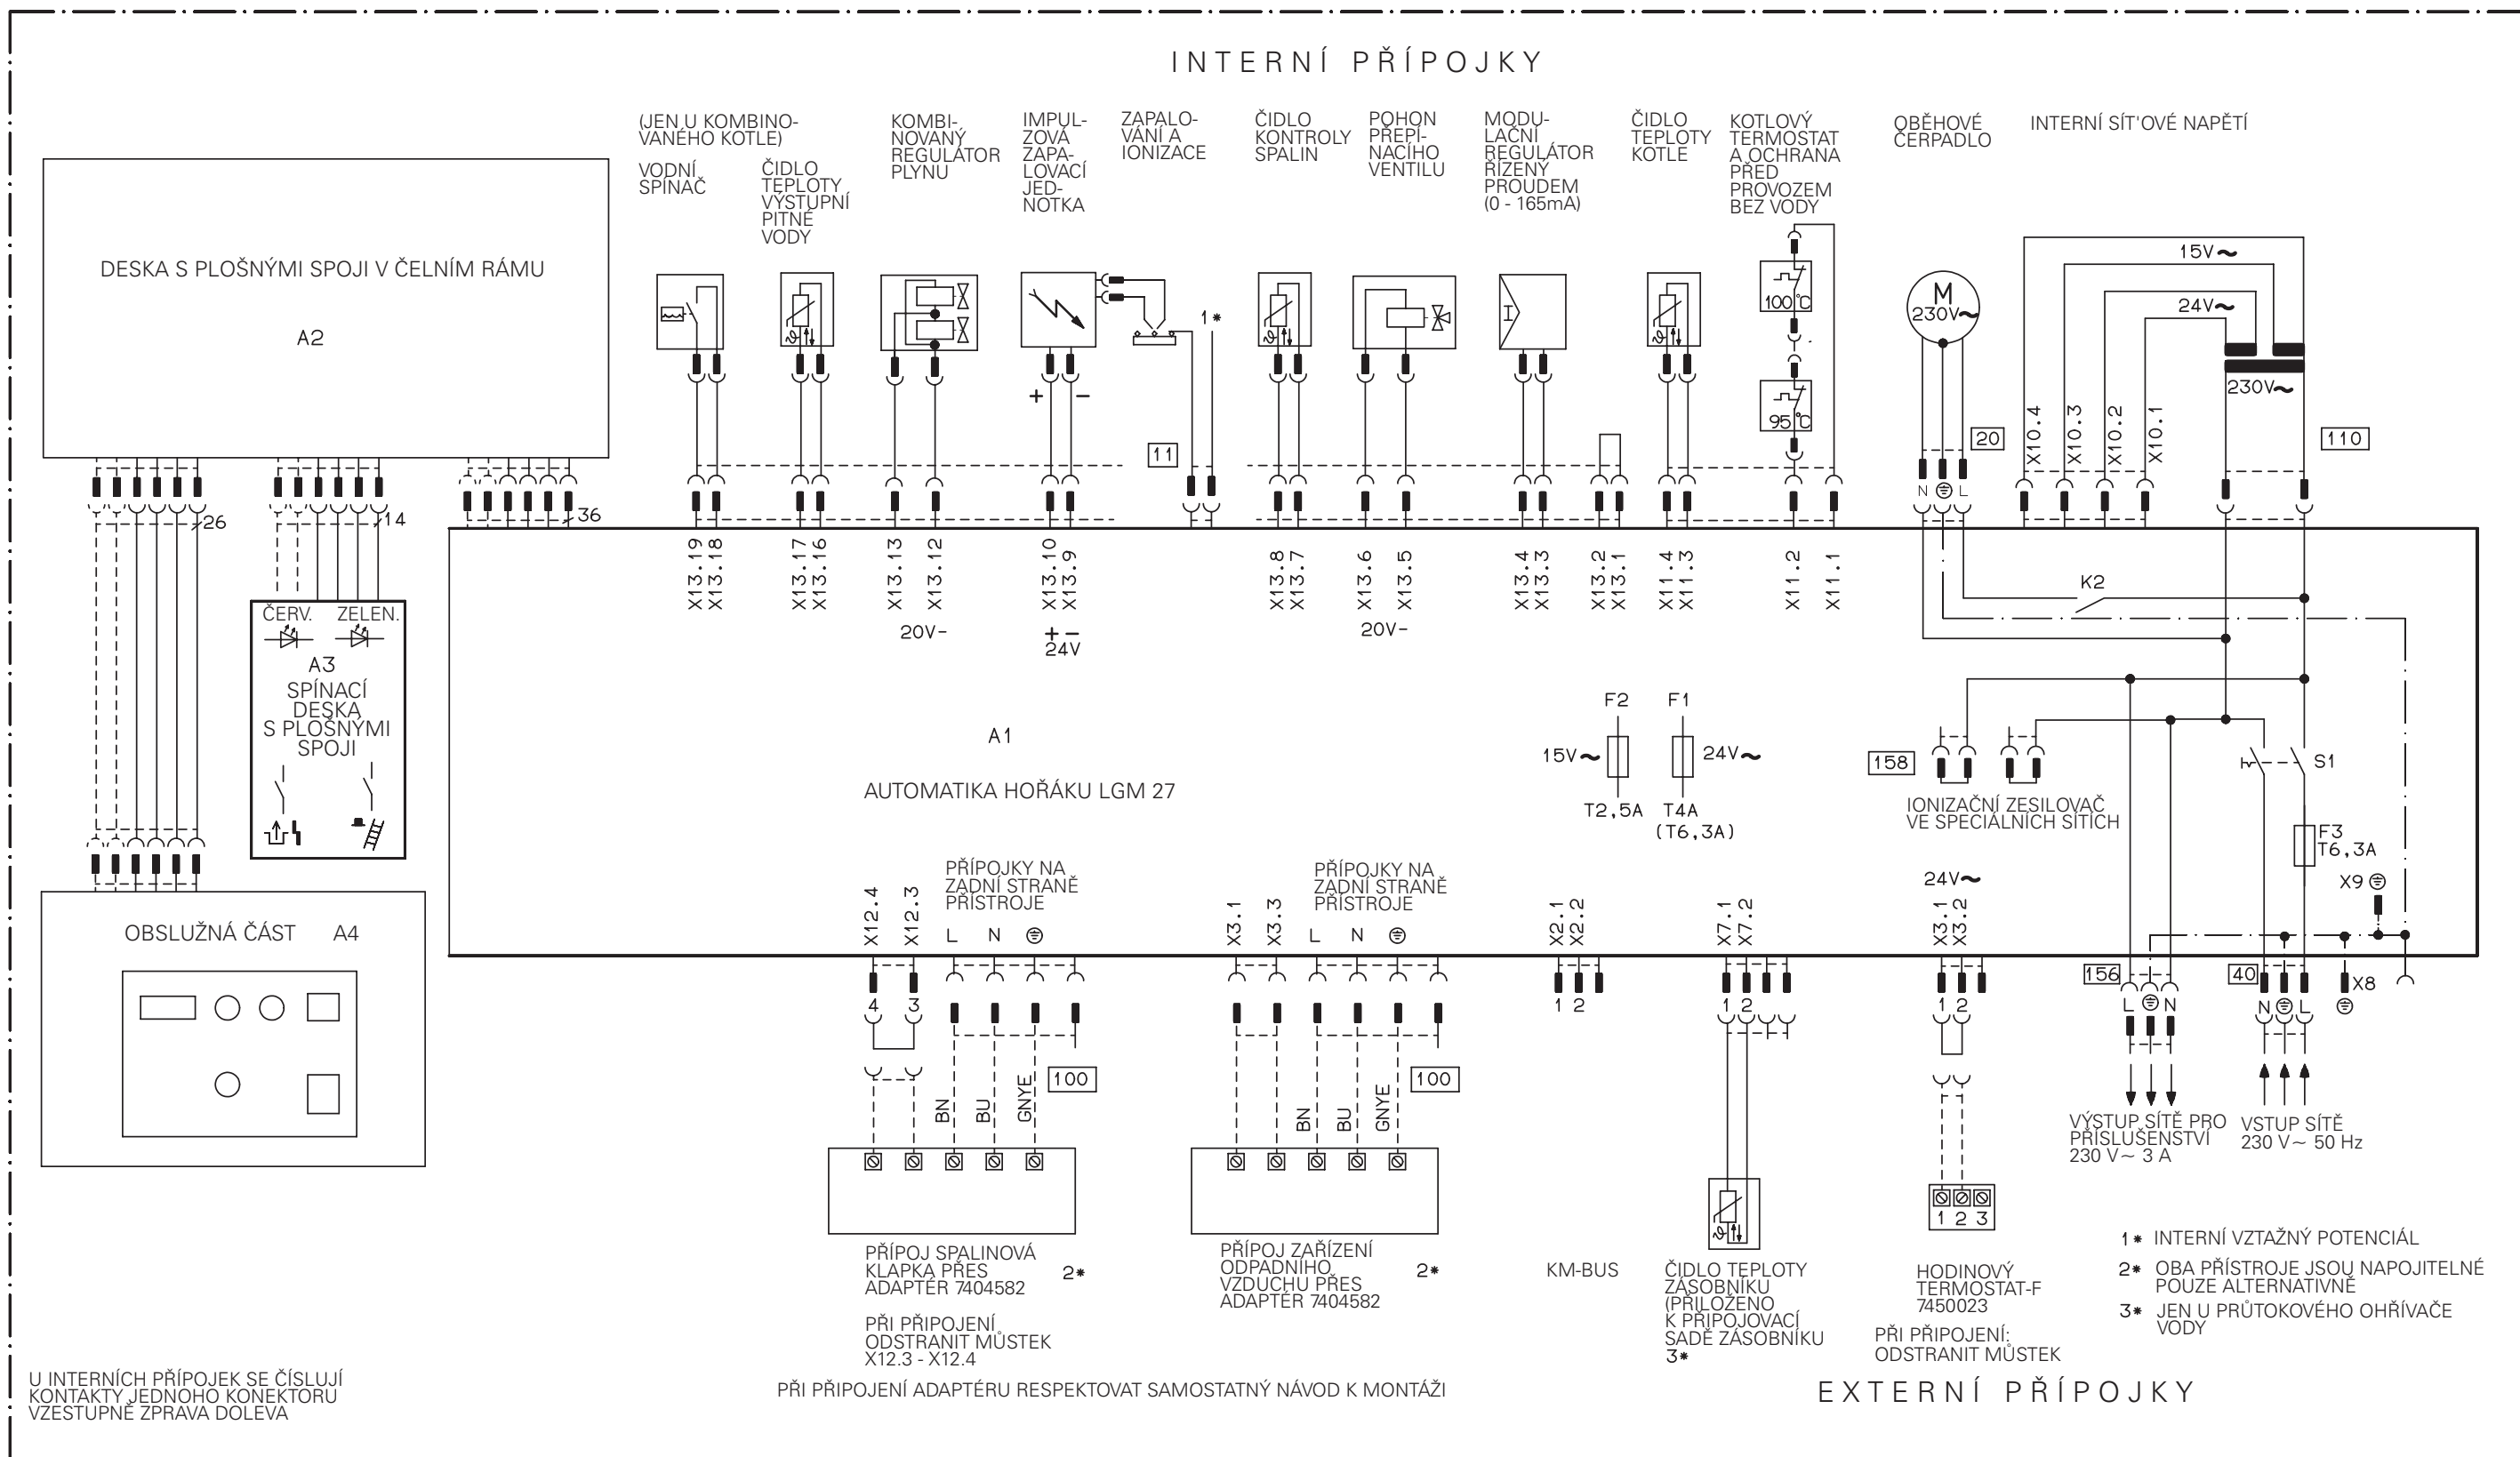 INTERNÍ PŘÍPOJKY
(JEN U KOMBINO-
VANÉHO KOTLE)
VODNÍ
SPÍNAČ
ČIDLO
TEPLOTY
VÝSTUPNÍ
PITNÉ
VODY
KOMBI-
NOVANÝ
REGULÁTOR
PLYNU
IMPUL-
ZOVÁ
ZAPA-
LOVACÍ
JED-
NOTKA
ZAPALO-
VÁNÍ A
IONIZACE
ČIDLO
KONTROLY
SPALIN
POHON
PŘEPÍ-
NACÍHO
VENTILU
MODU-
LAČNÍ
REGULÁTOR
ŘÍZENÝ
PROUDEM
(0 - 165mA)
ČIDLO
TEPLOTY
KOTLE
KOTLOVÝ
TERMOSTAT
A OCHRANA
PŘED
PROVOZEM
BEZ VODY
OBĚHOVÉ
ČERPADLO
INTERNÍ SÍT'OVÉ NAPĚTÍ
DESKA S PLOŠNÝMI SPOJI V ČELNÍM RÁMU
A2
1*
100°C
95°C
M
230V~
15V~
24V~
230V~
+ −
11
20
110
X10.4
X10.3
X10.2
X10.1
N L
26
14
36
X13.19
X13.18
X13.17
X13.16
X13.13
X13.12
X13.10
X13.9
X13.8
X13.7
X13.6
X13.5
X13.4
X13.3
X13.2
X13.1
X11.4
X11.3
X11.2
X11.1
20V-
+ −
24V
20V-
K2
ČERV. ZELEN.
A3
SPÍNACÍ
DESKA
S PLOŠNÝMI
SPOJI
A1
AUTOMATIKA HOŘÁKU LGM 27
F2
15V~
T2,5A
F1
24V~
T4A
(T6,3A)
158
IONIZAČNÍ ZESILOVAČ
VE SPECIÁLNÍCH SÍTÍCH
S1
F3
T6,3A
X9
24V~
OBSLUŽNÁ ČÁST A4
X12.4
X12.3
PŘÍPOJKY NA
ZADNÍ STRANĚ
PŘÍSTROJE
L N
X3.1
X3.3
PŘÍPOJKY NA
ZADNÍ STRANĚ
PŘÍSTROJE
L N
X2.1
X2.2
X7.1
X7.2
X3.1
X3.2
4 3
1 2
1 2
1 2
156
L N
40
N L
X8
100
BN
BU
GNYE
100
BN
BU
GNYE
VÝSTUP SÍTĚ PRO
PŘÍSLUŠENSTVÍ
230 V~ 3 A
VSTUP SÍTĚ
230 V~ 50 Hz
1 2 3
PŘÍPOJ SPALINOVÁ
KLAPKA PŘES
ADAPTÉR 7404582
2*
PŘI PŘIPOJENÍ
ODSTRANIT MŮSTEK
X12.3 - X12.4
PŘÍPOJ ZAŘÍZENÍ
ODPADNÍHO
VZDUCHU PŘES
ADAPTÉR 7404582
2*
KM-BUS
ČIDLO TEPLOTY
ZÁSOBNÍKU
(PŘILOŽENO
K PŘIPOJOVACÍ
SADĚ ZÁSOBNÍKU
3*
HODINOVÝ
TERMOSTAT-F
7450023
PŘI PŘIPOJENÍ:
ODSTRANIT MŮSTEK
1* INTERNÍ VZTAŽNÝ POTENCIÁL
2* OBA PŘÍSTROJE JSOU NAPOJITELNÉ
POUZE ALTERNATIVNĚ
3* JEN U PRŮTOKOVÉHO OHŘÍVAČE
VODY
U INTERNÍCH PŘÍPOJEK SE ČÍSLUJÍ
KONTAKTY JEDNOHO KONEKTORU
VZESTUPNĚ ZPRAVA DOLEVA
PŘI PŘIPOJENÍ ADAPTÉRU RESPEKTOVAT SAMOSTATNÝ NÁVOD K MONTÁŽI
EXTERNÍ PŘÍPOJKY